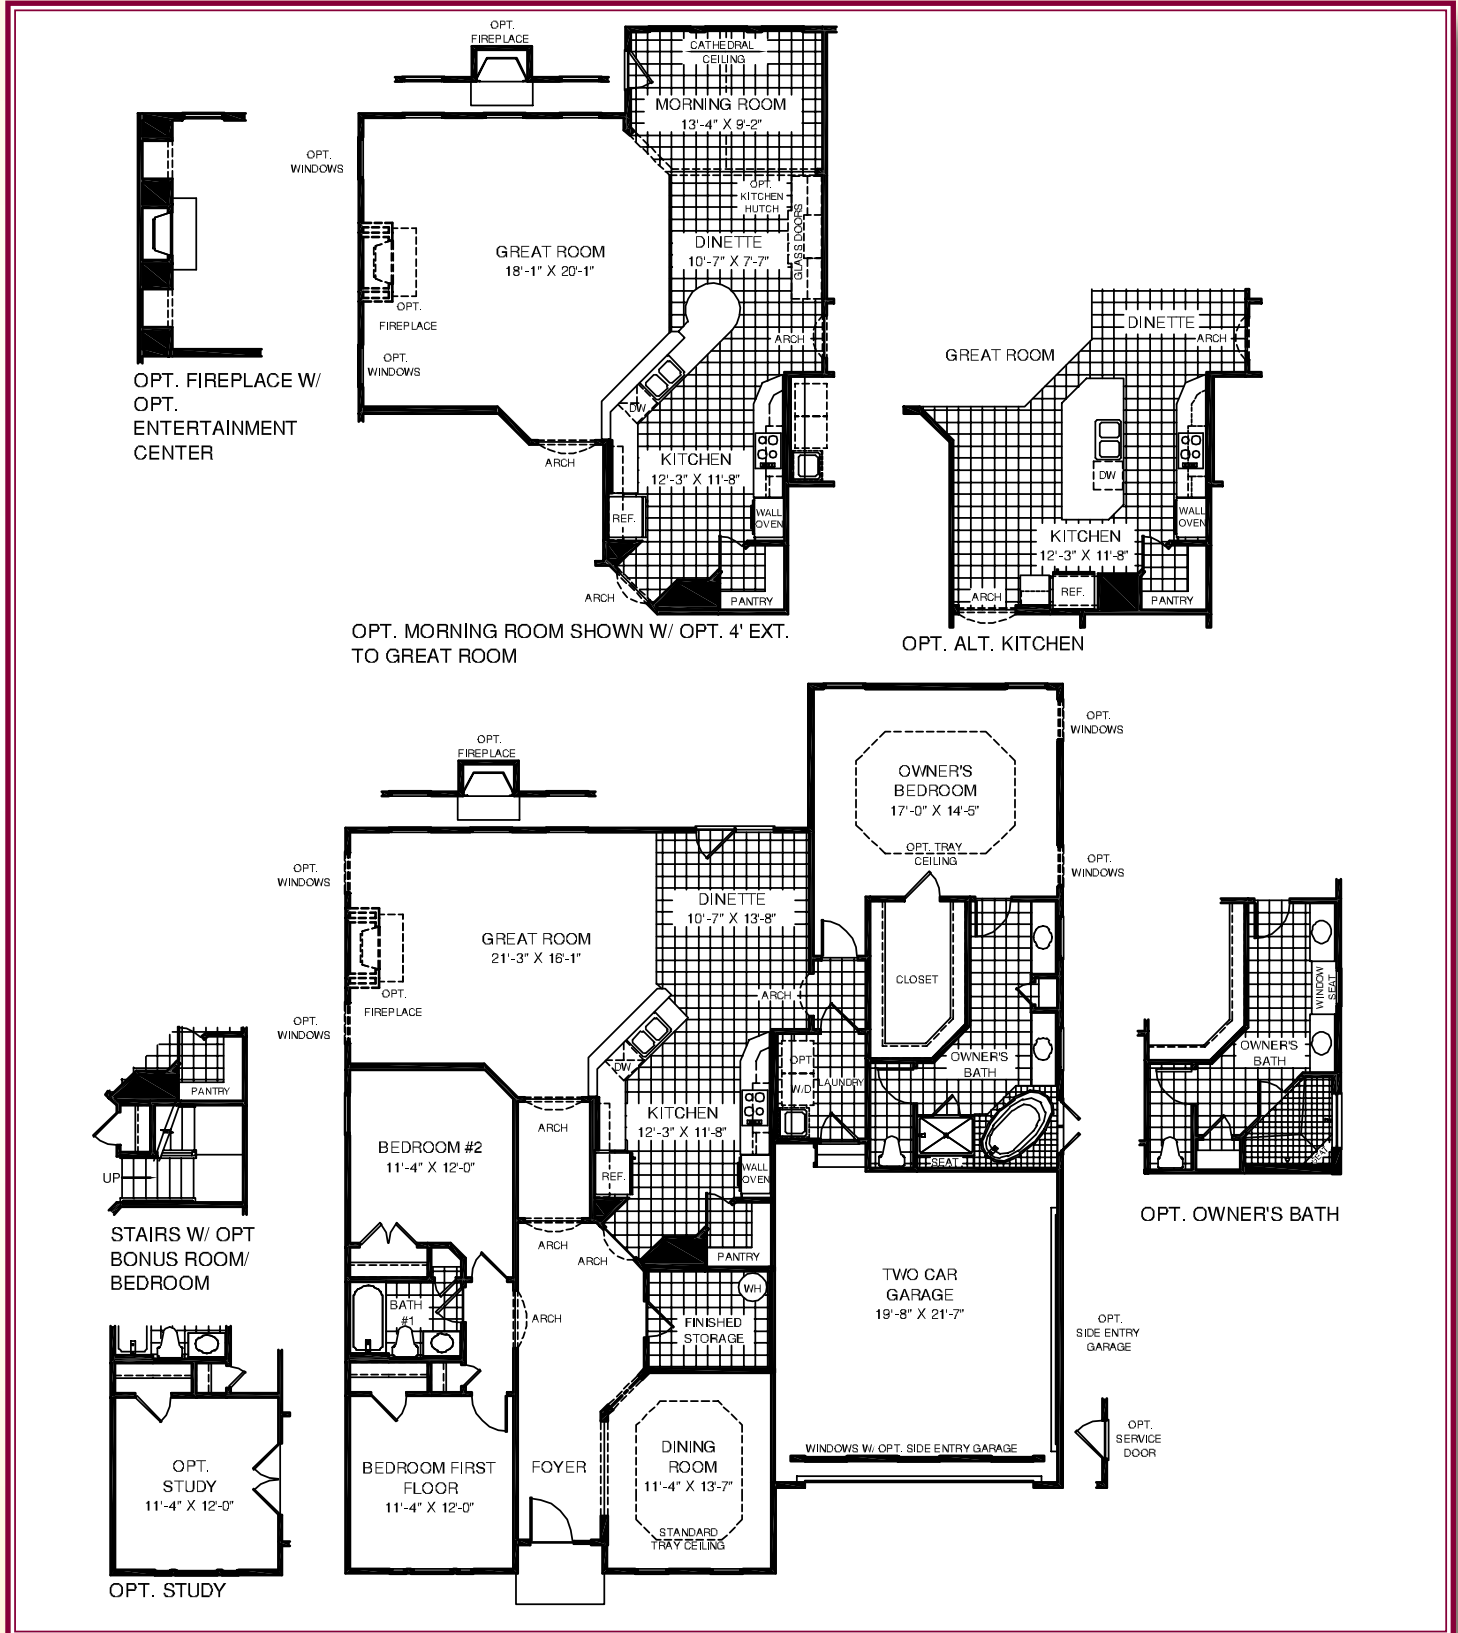 OPT.
FIREPLACE
CATHEDRAL
CEILING
MORNING ROOM
13'-4" X 9'-2"
OPT.
WINDOWS
OPT.
KITCHEN
HUTCH
GLASS DOORS
DINETTE
10'-7" X 7'-7"
GREAT ROOM
18'-1" X 20'-1"
OPT.
FIREPLACE
OPT.
WINDOWS
ARCH
DW
ARCH
KITCHEN
12'-3" X 11'-8"
REF.
WALL
OVEN
ARCH
PANTRY
OPT. FIREPLACE W/
OPT.
ENTERTAINMENT
CENTER
OPT. MORNING ROOM SHOWN W/ OPT. 4' EXT.
TO GREAT ROOM
DINETTE
ARCH
GREAT ROOM
DW
WALL
OVEN
KITCHEN
12'-3" X 11'-8"
ARCH
REF.
PANTRY
OPT. ALT. KITCHEN
OPT.
FIREPLACE
OPT.
WINDOWS
OWNER'S
BEDROOM
17'-0" X 14'-5"
OPT. TRAY
CEILING
OPT.
WINDOWS
OPT.
WINDOWS
DINETTE
10'-7" X 13'-8"
GREAT ROOM
21'-3" X 16'-1"
OPT.
FIREPLACE
OPT.
WINDOWS
ARCH
CLOSET
OWNER'S
BATH
DW
OPT.
W/D
LAUNDRY
SEAT
KITCHEN
12'-3" X 11'-8"
ARCH
REF.
WALL
OVEN
BEDROOM #2
11'-4" X 12'-0"
ARCH
ARCH
PANTRY
WH
FINISHED
STORAGE
BATH
#1
ARCH
TWO CAR
GARAGE
19'-8" X 21'-7"
OPT.
SIDE ENTRY
GARAGE
OPT.
SERVICE
DOOR
WINDOWS W/ OPT. SIDE ENTRY GARAGE
DINING
ROOM
11'-4" X 13'-7"
STANDARD
TRAY CEILING
FOYER
BEDROOM FIRST
FLOOR
11'-4" X 12'-0"
WINDOW
SEAT
OWNER'S
BATH
SEAT
OPT. OWNER'S BATH
PANTRY
UP
STAIRS W/ OPT
BONUS ROOM/
BEDROOM
OPT.
STUDY
11'-4" X 12'-0"
OPT. STUDY